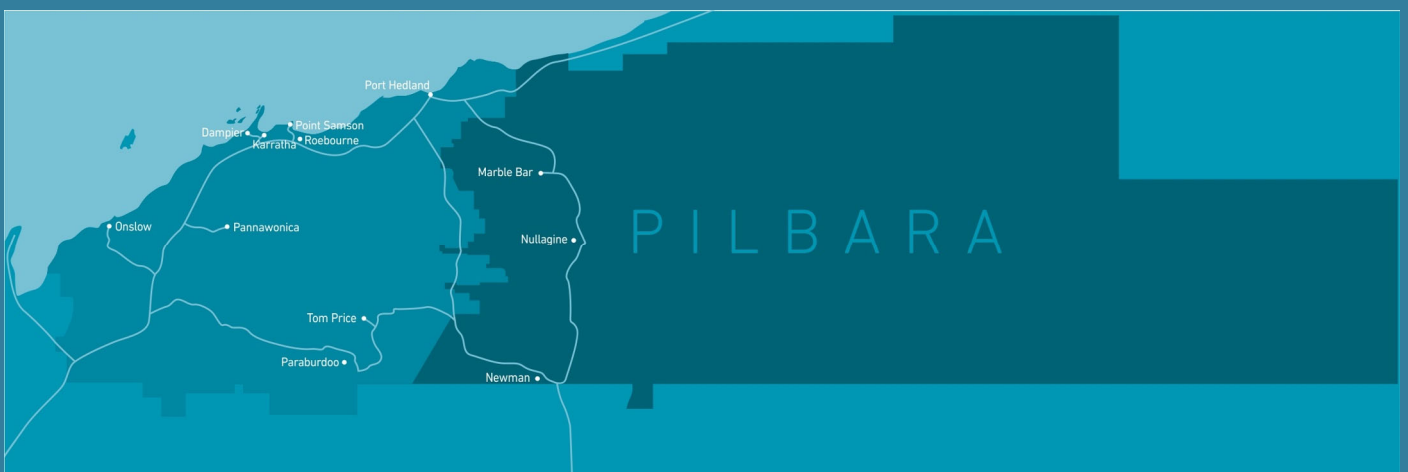 Port Hedland
Point Samson
Dampier
Roebourne
Karratha
Marble Bar
PILBARA
Onslow
Pannawonica
Nullagine
Tom Price
Paraburdoo
Newman